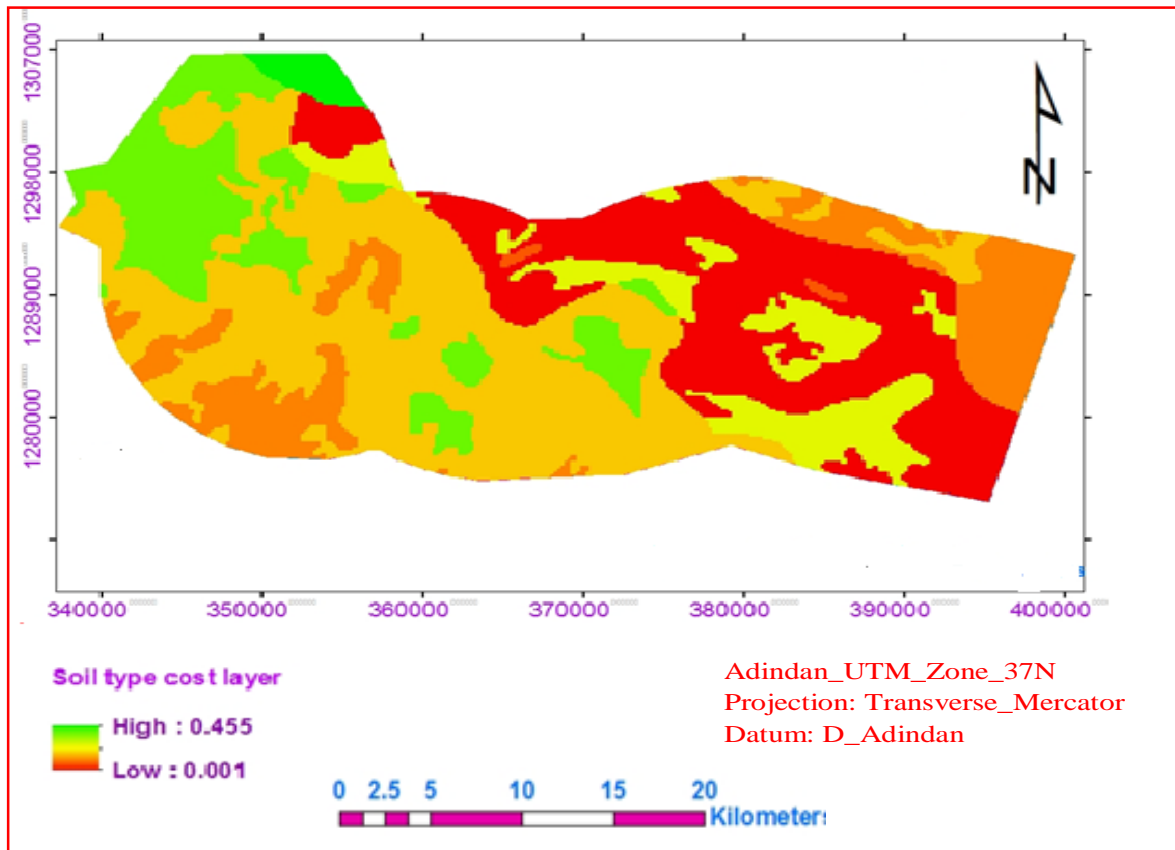 1307000
1298000
1289000
1280000
N
340000 350000 360000 370000 380000 390000 400000
Soil type cost layer
High : 0.455
Low : 0.001
Adindan_UTM_Zone_37N
Projection: Transverse_Mercator
Datum: D_Adindan
0 2.5 5 10 15 20
Kilometers